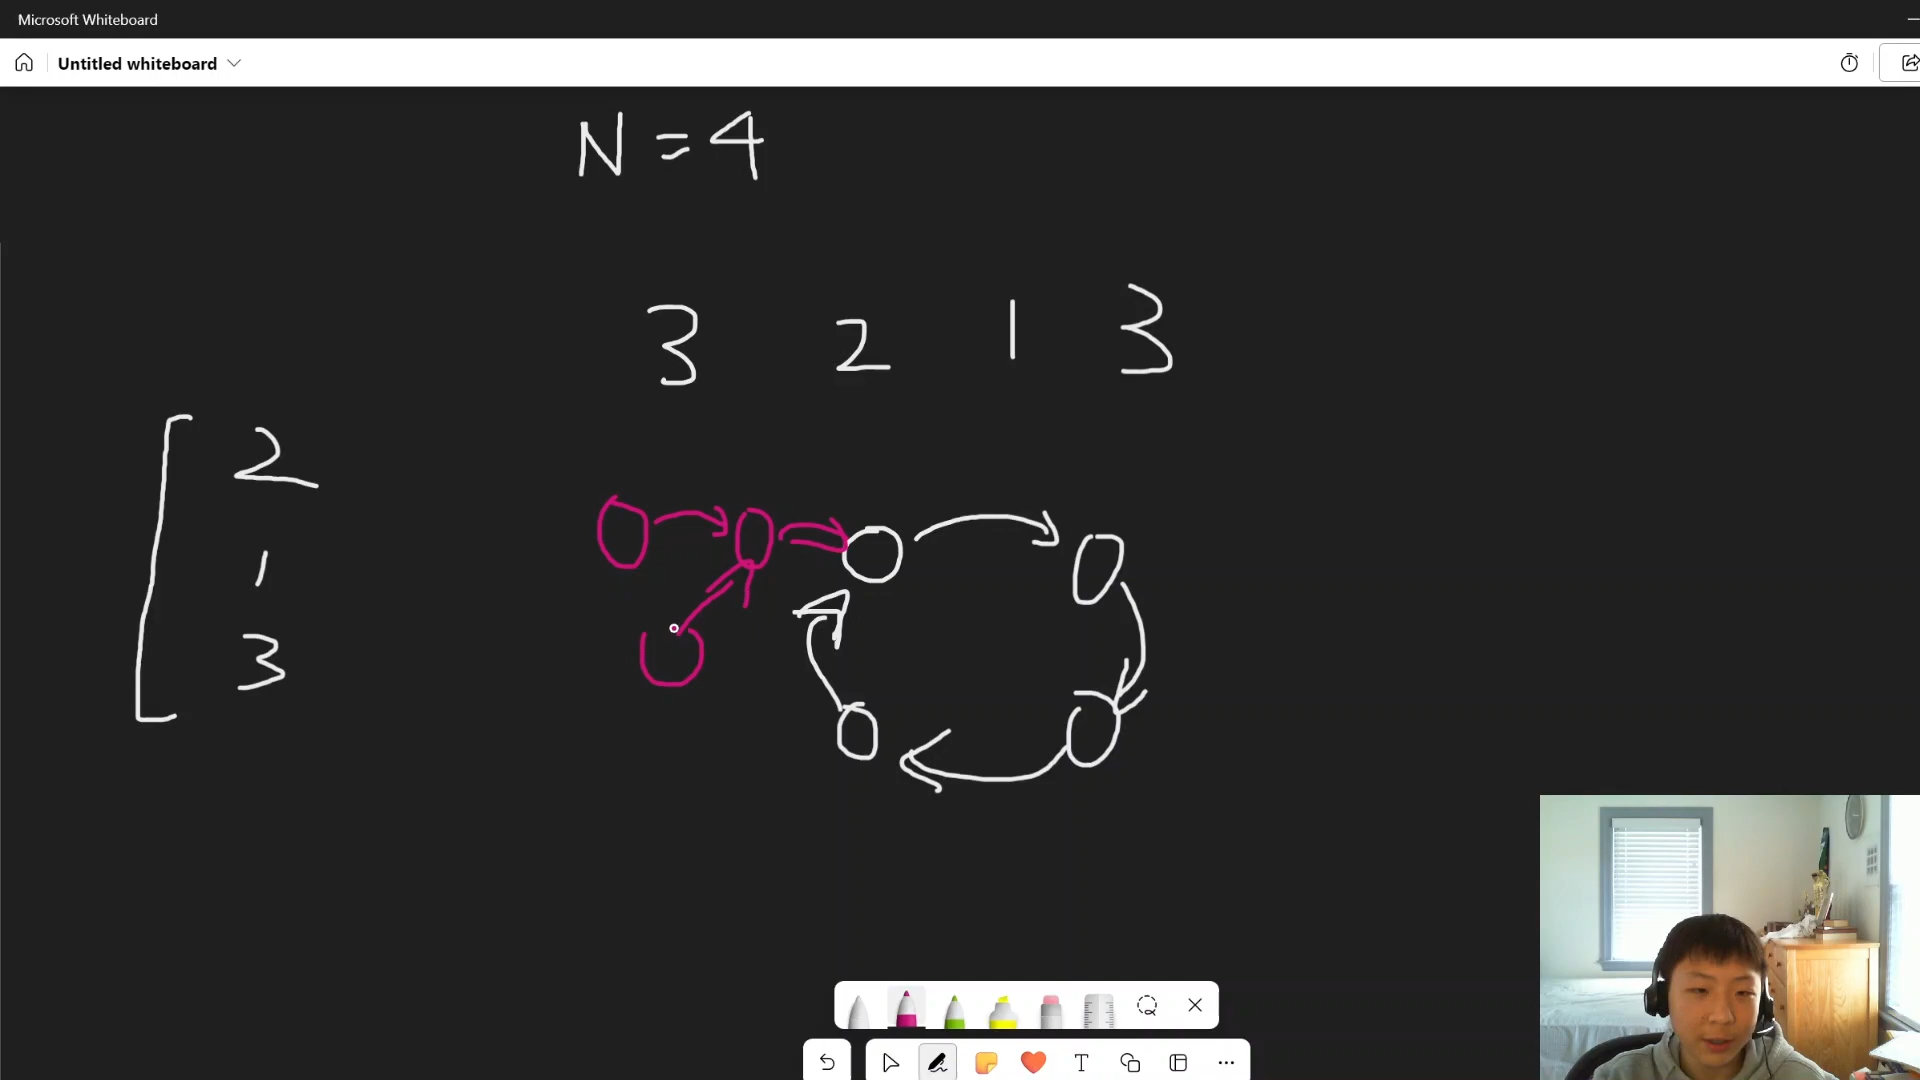 Microsoft Whiteboard
Untitled whiteboard
N = 4
3 2 1 3
2
1
3
T